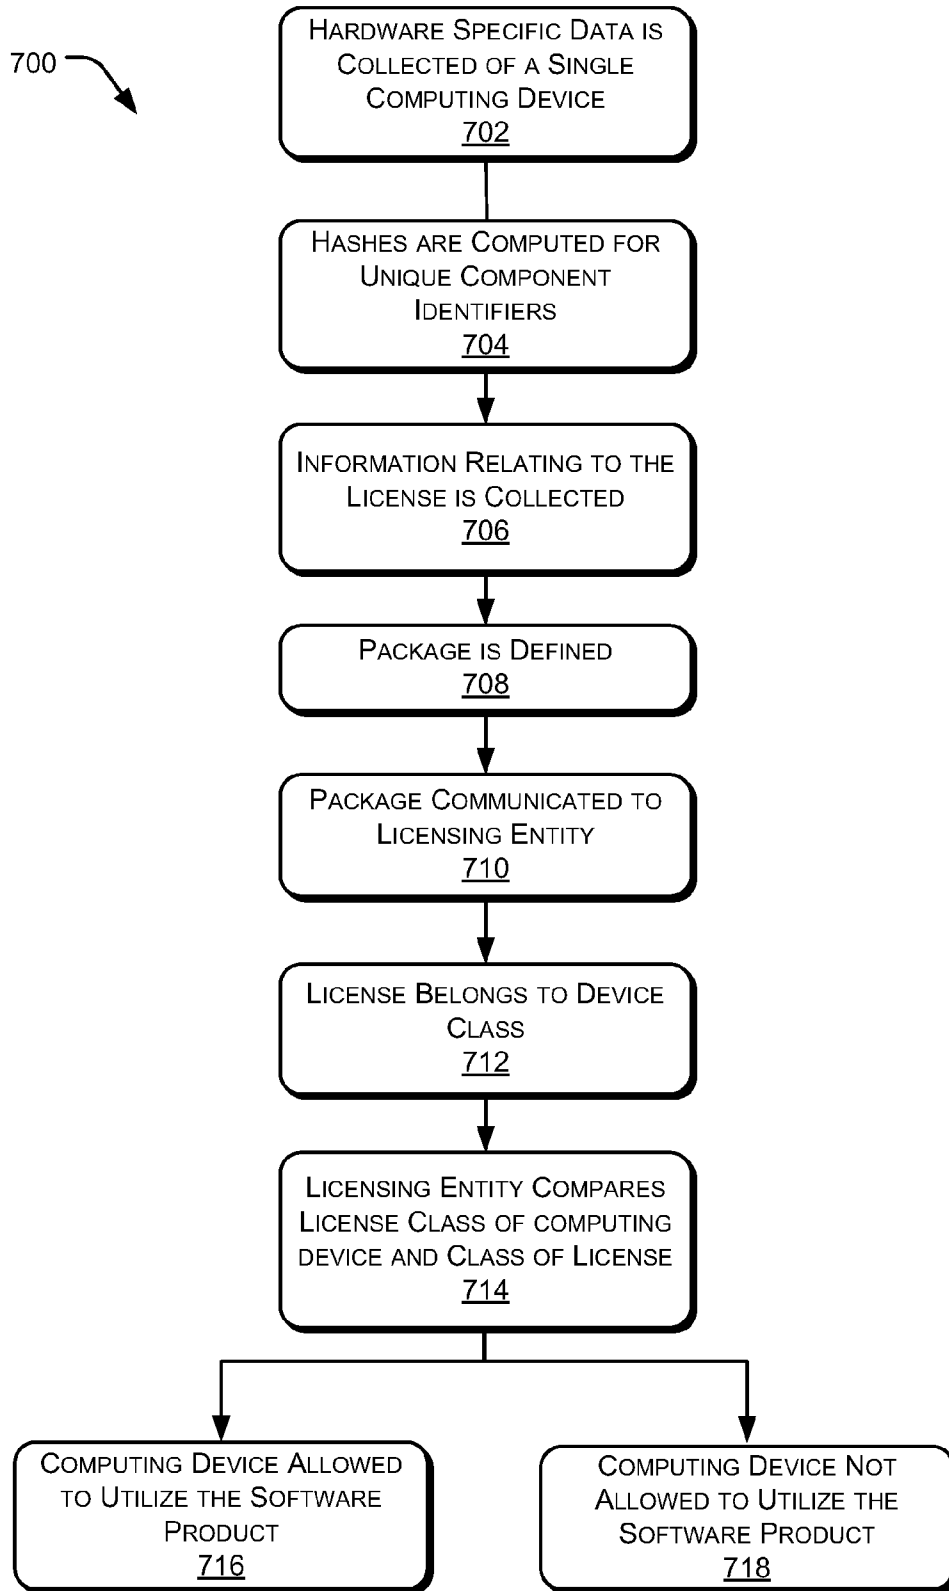 700
HARDWARE SPECIFIC DATA IS
COLLECTED OF A SINGLE
COMPUTING DEVICE
702
HASHES ARE COMPUTED FOR
UNIQUE COMPONENT
IDENTIFIERS
704
INFORMATION RELATING TO THE
LICENSE IS COLLECTED
706
PACKAGE IS DEFINED
708
PACKAGE COMMUNICATED TO
LICENSING ENTITY
710
LICENSE BELONGS TO DEVICE
CLASS
712
LICENSING ENTITY COMPARES
LICENSE CLASS OF COMPUTING
DEVICE AND CLASS OF LICENSE
714
COMPUTING DEVICE ALLOWED
TO UTILIZE THE SOFTWARE
PRODUCT
716
COMPUTING DEVICE NOT
ALLOWED TO UTILIZE THE
SOFTWARE PRODUCT
718